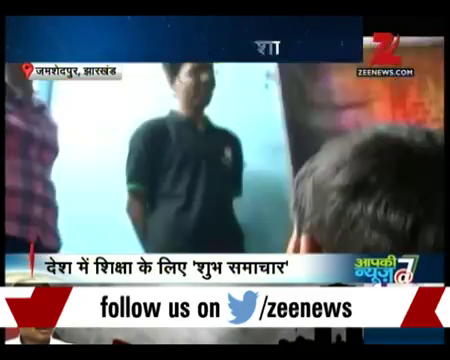 शा
ZEENEWS.COM
जमशेदपुर, झारखंड
देश में शिक्षा के लिए 'शुभ समाचार'
आपकी
न्यूज़@7
follow us on /zeenews